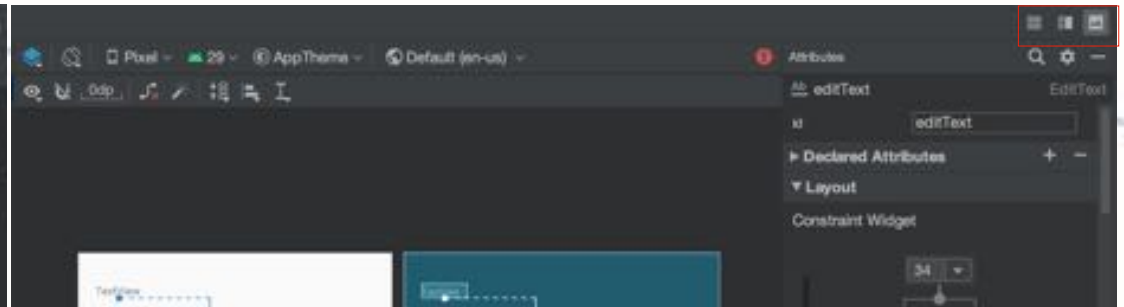 Pixel 29 AppTheme Default (en-us) Attributes
0dp
Ab editText EditText
id editText
Declared Attributes
Layout
Constraint Widget
34
TextView